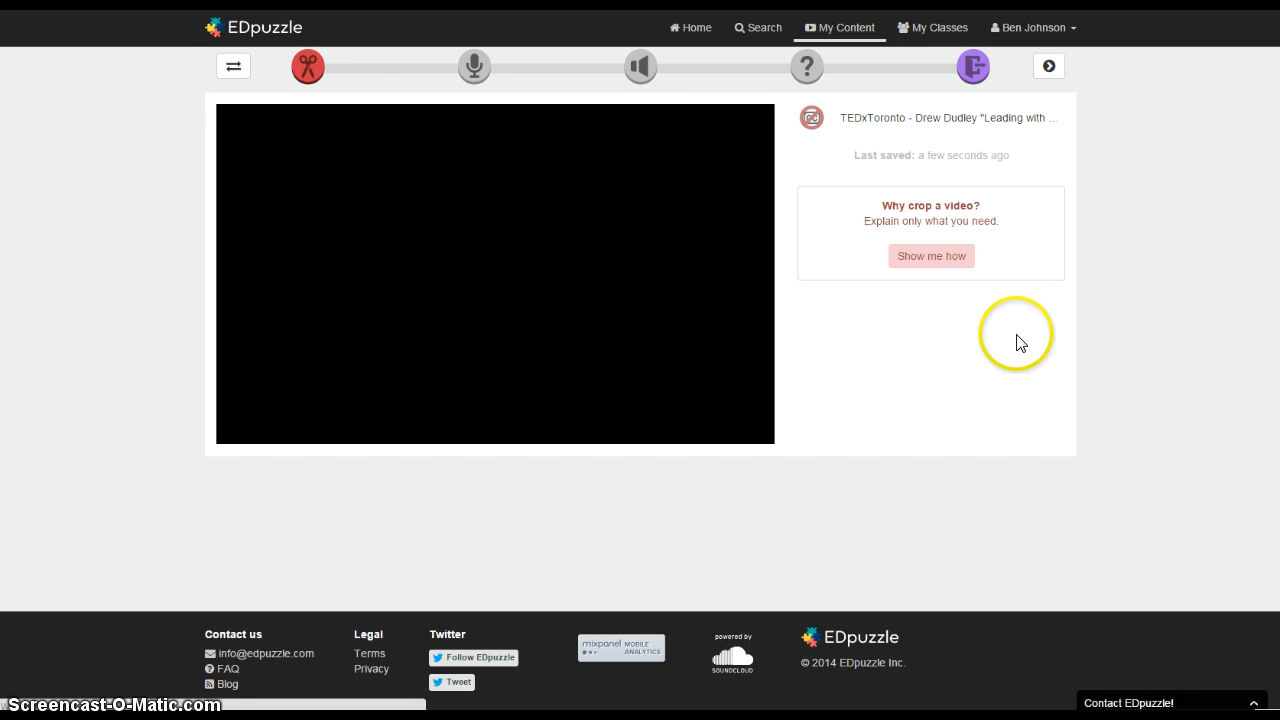 EDpuzzle
Home Search My Content My Classes Ben Johnson
?
CC TEDxToronto - Drew Dudley "Leading with ...
Last saved: a few seconds ago
Why crop a video?
Explain only what you need.
Show me how
Contact us
info@edpuzzle.com
FAQ
Blog
Legal
Terms
Privacy
Twitter
Follow EDpuzzle
Tweet
mixpanel MOBILE ANALYTICS
powered by
SOUNDCLOUD
EDpuzzle
© 2014 EDpuzzle Inc.
Screencast-O-Matic.com
Contact EDpuzzle!